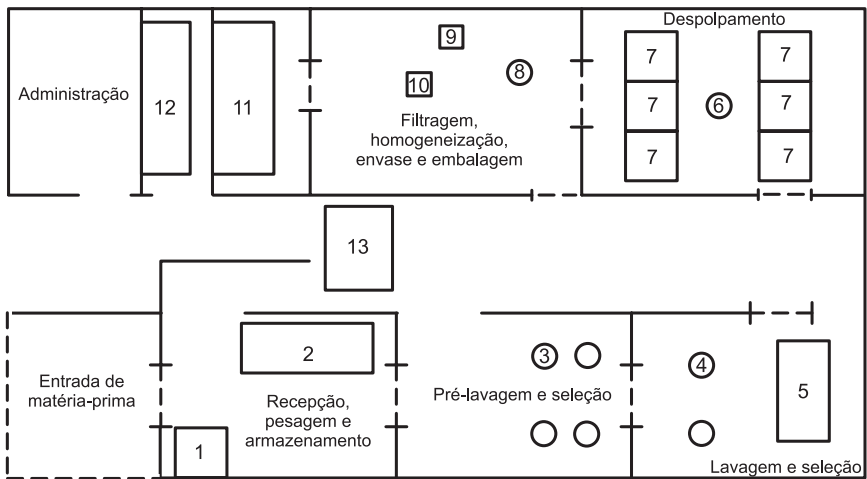 Despolpamento
Administração
12
11
9
8
10
Filtragem,
homogeneização,
envase e embalagem
7
7
7
6
7
7
7
13
Entrada de
matéria-prima
1
2
Recepção,
pesagem e
armazenamento
3
Pré-lavagem e seleção
4
5
Lavagem e seleção